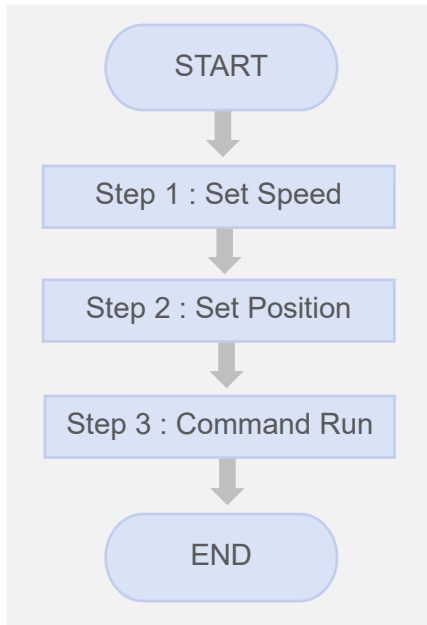 START
Step 1 : Set Speed
Step 2 : Set Position
Step 3 : Command Run
END